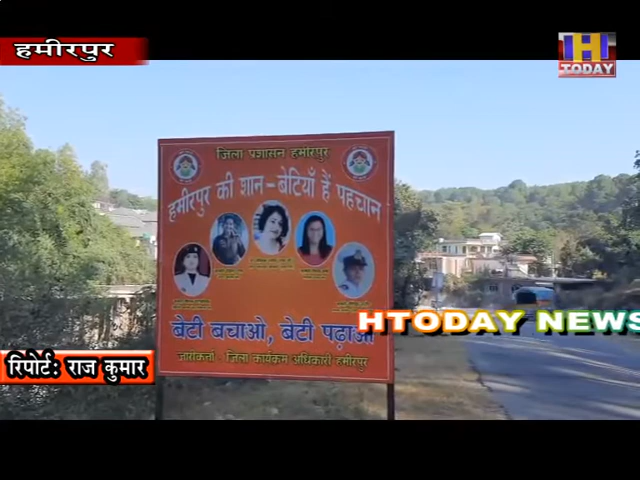 हमीरपुर
HI
TODAY
जिला प्रशासन हमीरपुर
हमीरपुर की शान-बेटियाँ हैं पहचान
बेटी बचाओ, बेटी पढ़ाओ
HTODAY NEWS
जारीकर्ता - जिला कार्यक्रम अधिकारी हमीरपुर
रिपोर्ट: राज कुमार